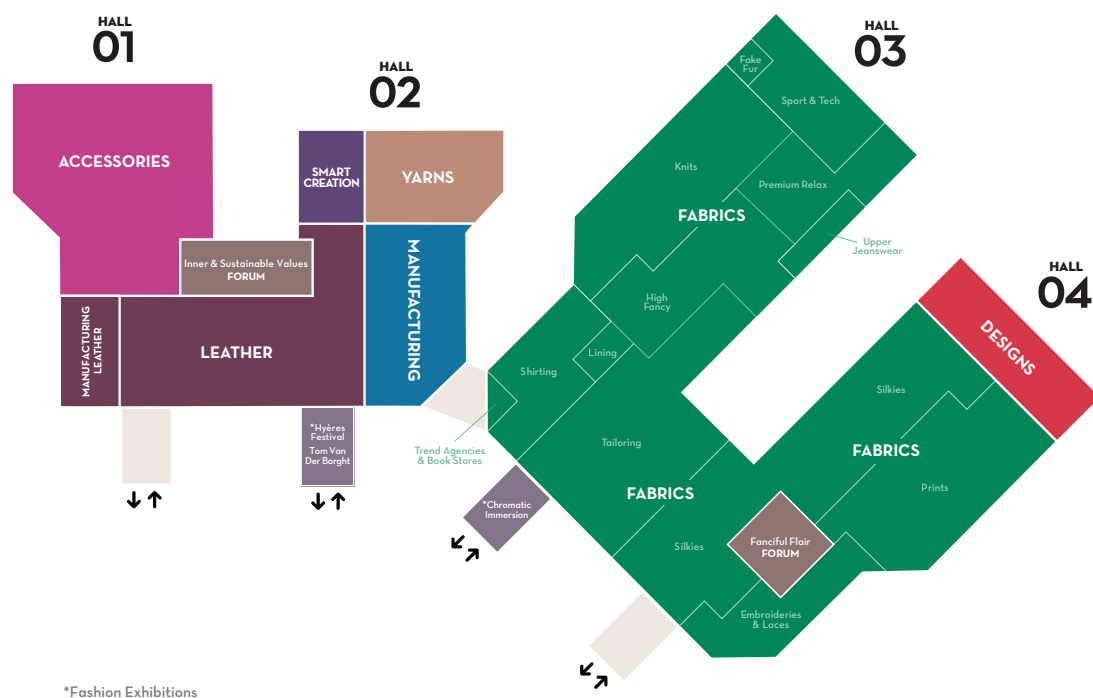 HALL
01
HALL
02
HALL
03
HALL
04
ACCESSORIES
SMART
CREATION
YARNS
Inner & Sustainable Values
FORUM
MANUFACTURING
LEATHER
LEATHER
MANUFACTURING
*Hyères
Festival
Tom Van
Der Borght
Fake
Fur
Sport & Tech
Knits
Premium Relax
FABRICS
Upper
Jeanswear
High
Fancy
Lining
Shirting
Trend Agencies
& Book Stores
Tailoring
*Chromatic
Immersion
FABRICS
Silkies
DESIGNS
Silkies
FABRICS
Prints
Fanciful Flair
FORUM
Embroideries
& Laces
*Fashion Exhibitions